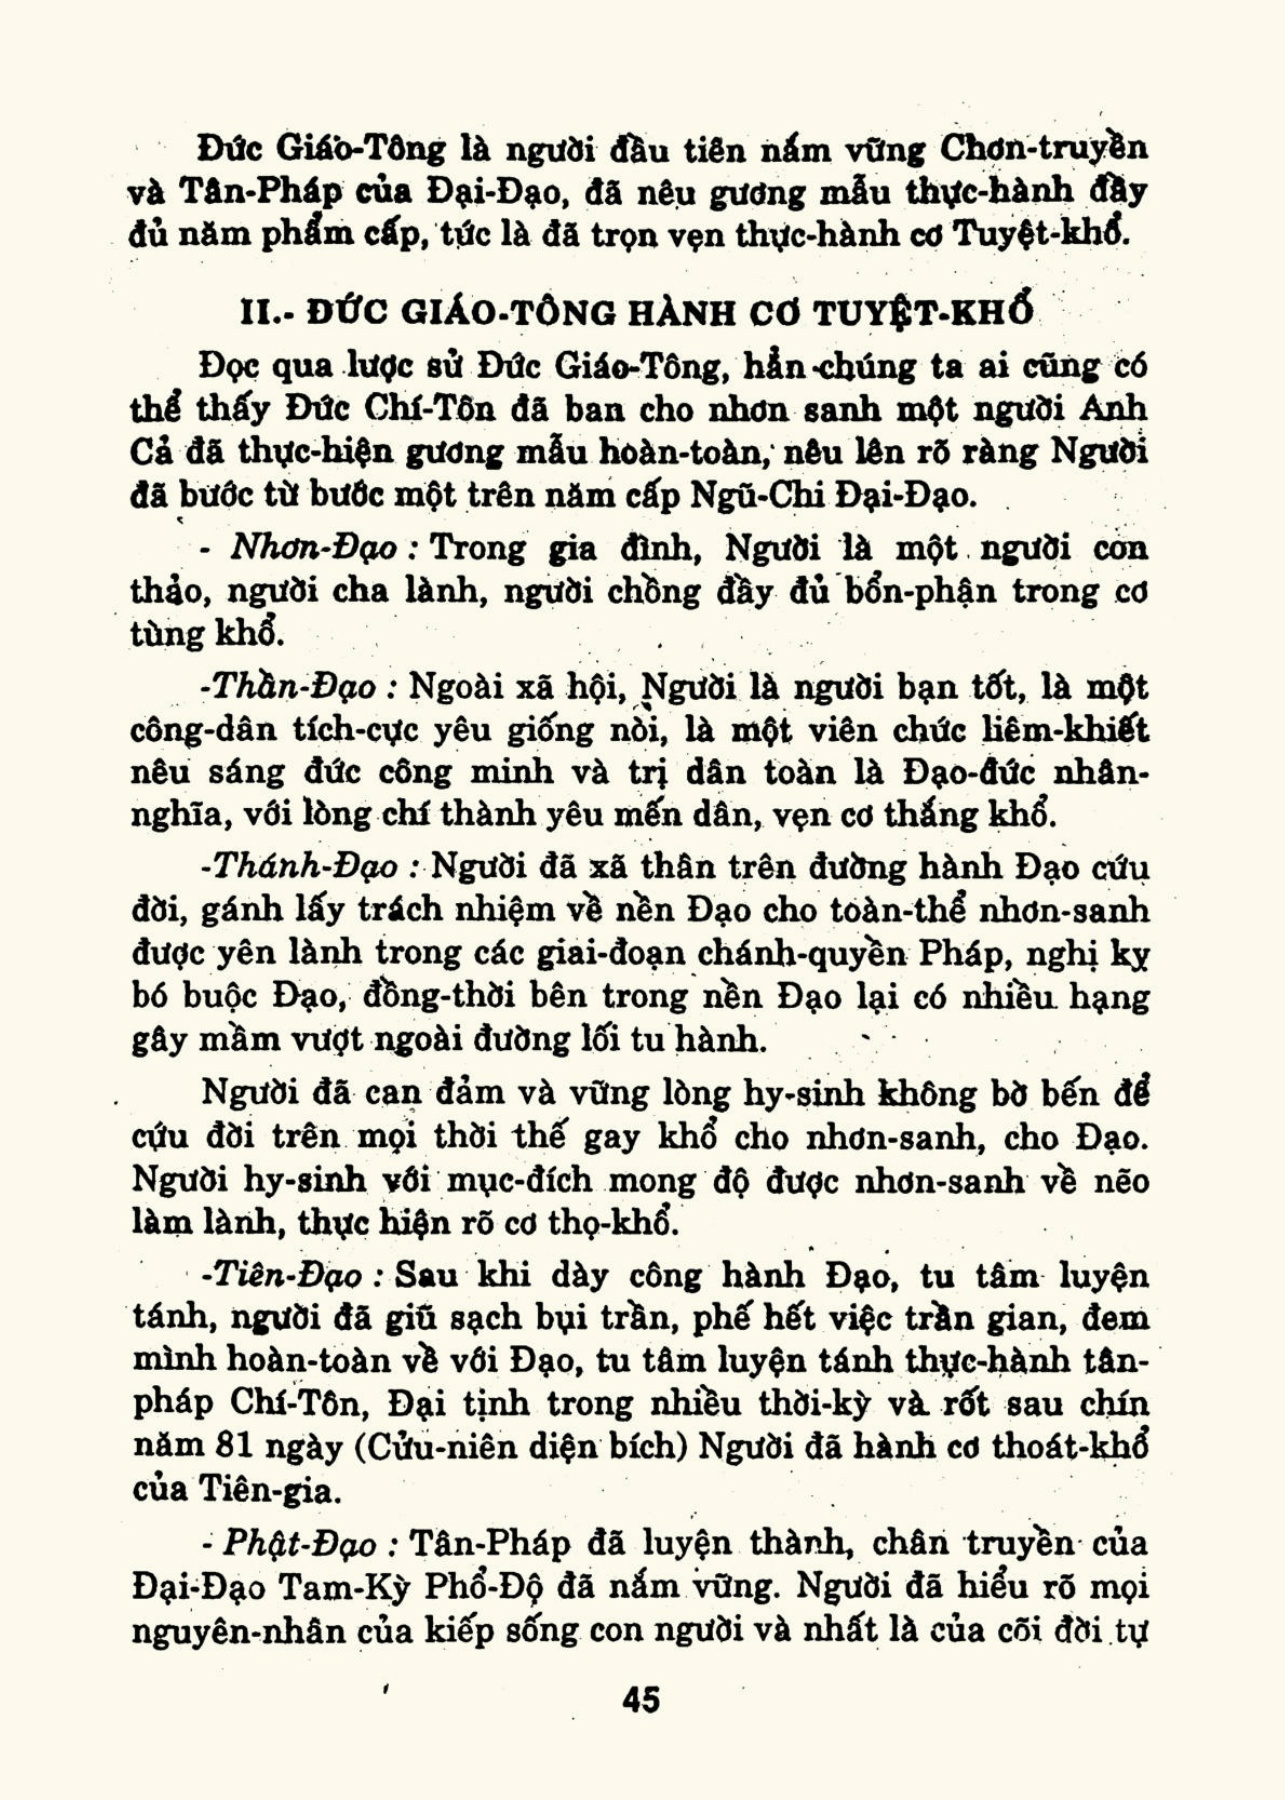 Đức Giáo-Tông là người đầu tiên nắm vững Chơn-truyền
và Tân-Pháp của Đại-Đạo, đã nêu gương mẫu thực-hành đầy
đủ năm phẩm cấp, tức là đã trọn vẹn thực-hành cơ Tuyệt-khổ.
II.- ĐỨC GIÁO-TÔNG HÀNH CƠ TUYỆT-KHỔ
Đọc qua lược sử Đức Giáo-Tông, hẳn chúng ta ai cũng có
thể thấy Đức Chí-Tôn đã ban cho nhơn sanh một người Anh
Cả đã thực-hiện gương mẫu hoàn-toàn, nêu lên rõ ràng Người
đã bước từ bước một trên năm cấp Ngũ-Chi Đại-Đạo.
- Nhơn-Đạo : Trong gia đình, Người là một người con
thảo, người cha lành, người chồng đầy đủ bổn-phận trong cơ
tùng khổ.
-Thần-Đạo : Ngoài xã hội, Người là người bạn tốt, là một
công-dân tích-cực yêu giống nòi, là một viên chức liêm-khiết
nêu sáng đức công minh và trị dân toàn là Đạo-đức nhân-
nghĩa, với lòng chí thành yêu mến dân, vẹn cơ thắng khổ.
-Thánh-Đạo : Người đã xã thân trên đường hành Đạo cứu
đời, gánh lấy trách nhiệm về nền Đạo cho toàn-thể nhơn-sanh
được yên lành trong các giai-đoạn chánh-quyền Pháp, nghị kỵ
bó buộc Đạo, đồng-thời bên trong nền Đạo lại có nhiều hạng
gây mầm vượt ngoài đường lối tu hành.
Người đã can đảm và vững lòng hy-sinh không bờ bến để
cứu đời trên mọi thời thế gay khổ cho nhơn-sanh, cho Đạo.
Người hy-sinh với mục-đích mong độ được nhơn-sanh về nẽo
làm lành, thực hiện rõ cơ thọ-khổ.
-Tiên-Đạo : Sau khi dày công hành Đạo, tu tâm luyện
tánh, người đã giũ sạch bụi trần, phế hết việc trần gian, đem
mình hoàn-toàn về với Đạo, tu tâm luyện tánh thực-hành tân-
pháp Chí-Tôn, Đại tịnh trong nhiều thời-kỳ và rốt sau chín
năm 81 ngày (Cửu-niên diện bích) Người đã hành cơ thoát-khổ
của Tiên-gia.
- Phật-Đạo : Tân-Pháp đã luyện thành, chân truyền của
Đại-Đạo Tam-Kỳ Phổ-Độ đã nắm vững. Người đã hiểu rõ mọi
nguyên-nhân của kiếp sống con người và nhất là của cõi đời tự
45